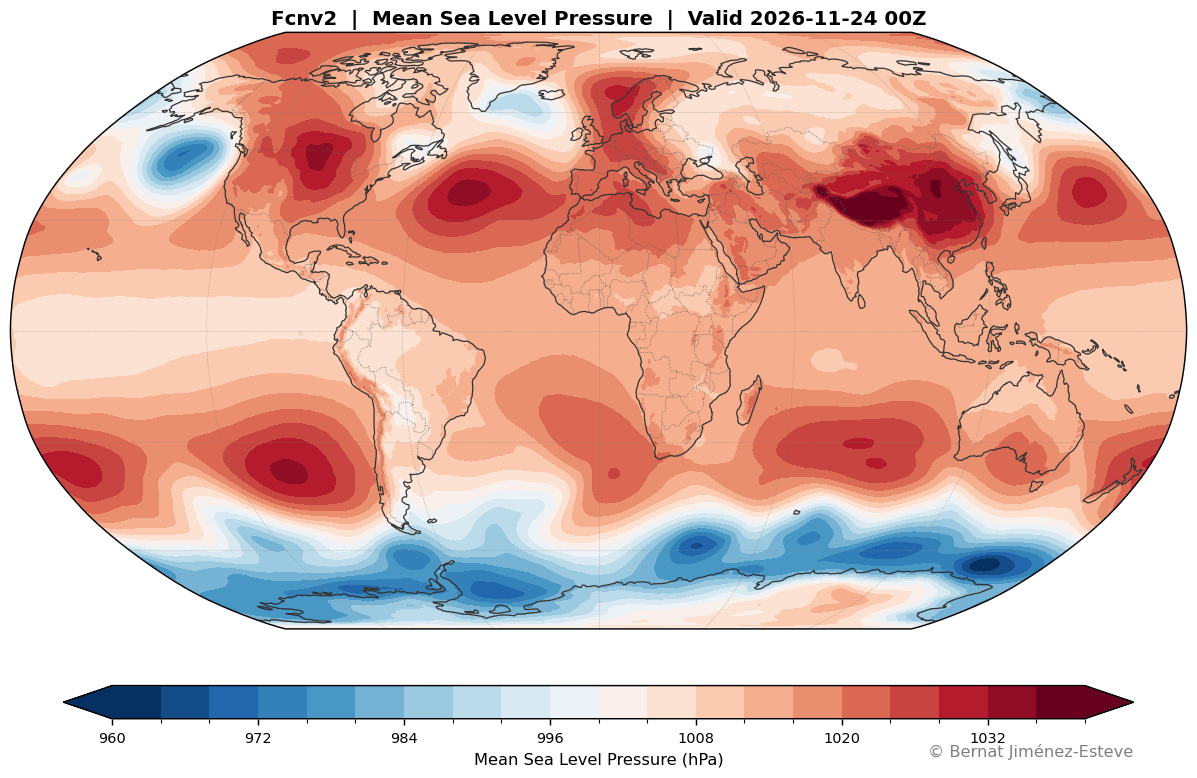 Fcnv2 | Mean Sea Level Pressure | Valid 2026-11-24 00Z
960 972 984 996 1008 1020 1032
Mean Sea Level Pressure (hPa)
© Bernat Jiménez-Esteve